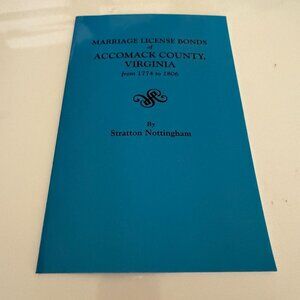 MARRIAGE LICENSE BONDS
of
ACCOMACK COUNTY,
VIRGINIA
from 1774 to 1806
By
Stratton Nottingham